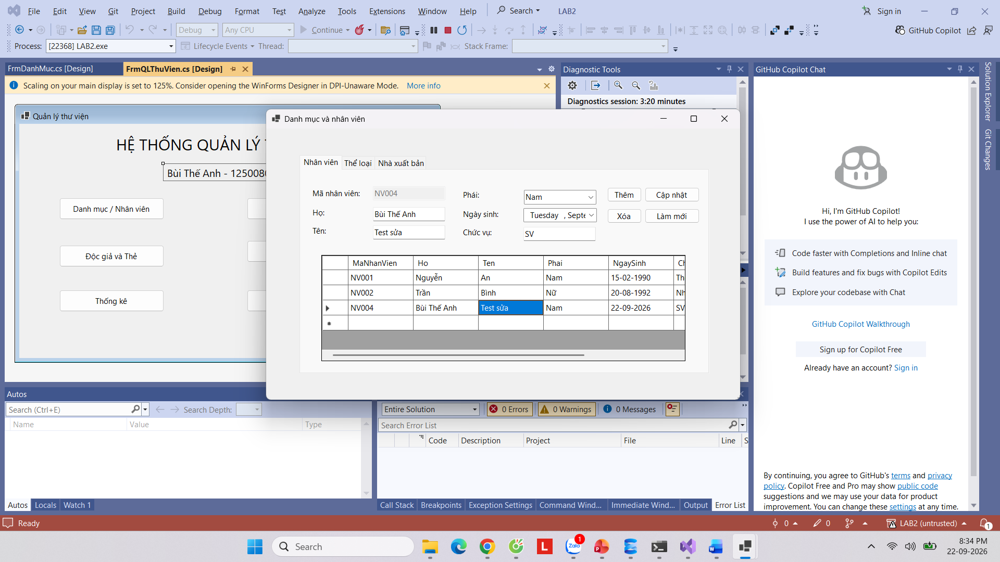 File Edit View Git Project Build Debug Format Test Analyze Tools Extensions Window Help Search LAB2 Sign in
Debug Any CPU Continue GitHub Copilot
Process: [22368] LAB2.exe Lifecycle Events Thread: Stack Frame:
FrmDanhMuc.cs [Design] FrmQLThuVien.cs [Design]
Scaling on your main display is set to 125%. Consider opening the WinForms Designer in DPI-Unaware Mode. More info
Quản lý thư viện
HỆ THỐNG QUẢN LÝ
Bùi Thế Anh - 1250080
Danh mục / Nhân viên
Độc giả và Thẻ
Thống kê
Diagnostic Tools
Diagnostics session: 3:20 minutes
Danh mục và nhân viên
Nhân viên Thể loại Nhà xuất bản
Mã nhân viên: NV004 Phái: Nam Thêm Cập nhật
Họ: Bùi Thế Anh Ngày sinh: Tuesday , Septe Xóa Làm mới
Tên: Test sửa Chức vụ: SV
MaNhanVien Ho Ten Phai NgaySinh Ch
NV001 Nguyễn An Nam 15-02-1990 Th
NV002 Trần Bình Nữ 20-08-1992 Nh
NV004 Bùi Thế Anh Test sửa Nam 22-09-2026 SV
GitHub Copilot Chat
Hi, I'm GitHub Copilot!
I use the power of AI to help you:
Code faster with Completions and Inline chat
Build features and fix bugs with Copilot Edits
Explore your codebase with Chat
GitHub Copilot Walkthrough
Sign up for Copilot Free
Already have an account? Sign in
By continuing, you agree to GitHub's terms and privacy
policy. Copilot Free and Pro may show public code
suggestions and we may use your data for product
improvement. You can change these settings at any time.
Solution Explorer
Git Changes
Autos
Search (Ctrl+E) Search Depth:
Name Value Type
Autos Locals Watch 1
Entire Solution 0 Errors 0 Warnings 0 Messages
Search Error List
Code Description Project File Line S
Call Stack Breakpoints Exception Settings Command Wind... Immediate Wind... Output Error List
Ready 0 0 LAB2 (untrusted) 1
Search L Zalo 1 8:34 PM
22-09-2026